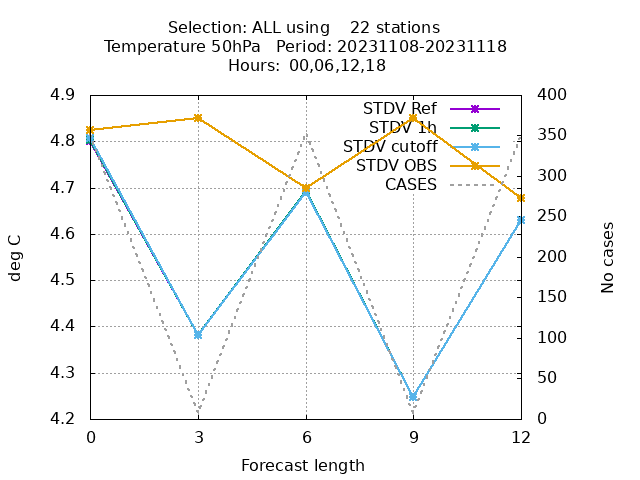 Selection: ALL using    22 stations
Temperature 50hPa   Period: 20231108-20231118
Hours: 00,06,12,18
4.9
4.8
4.7
4.6
4.5
4.4
4.3
4.2
deg C
STDV Ref
STDV 1h
STDV cutoff
STDV OBS
CASES
400
350
300
250
200
150
100
50
0
No cases
0
3
6
9
12
Forecast length